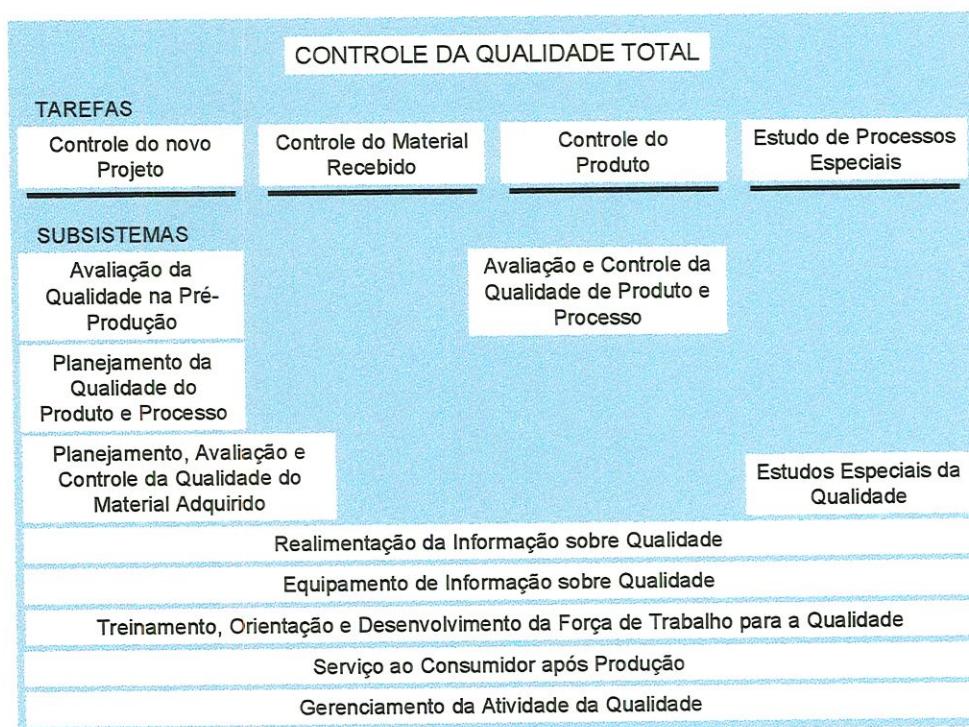 CONTROLE DA QUALIDADE TOTAL
TAREFAS
Controle do novo
Projeto
Controle do Material
Recebido
Controle do
Produto
Estudo de Processos
Especiais
SUBSISTEMAS
Avaliação da
Qualidade na Pré-
Produção
Avaliação e Controle da
Qualidade de Produto e
Processo
Planejamento da
Qualidade do
Produto e Processo
Planejamento, Avaliação e
Controle da Qualidade do
Material Adquirido
Estudos Especiais da
Qualidade
Realimentação da Informação sobre Qualidade
Equipamento de Informação sobre Qualidade
Treinamento, Orientação e Desenvolvimento da Força de Trabalho para a Qualidade
Serviço ao Consumidor após Produção
Gerenciamento da Atividade da Qualidade